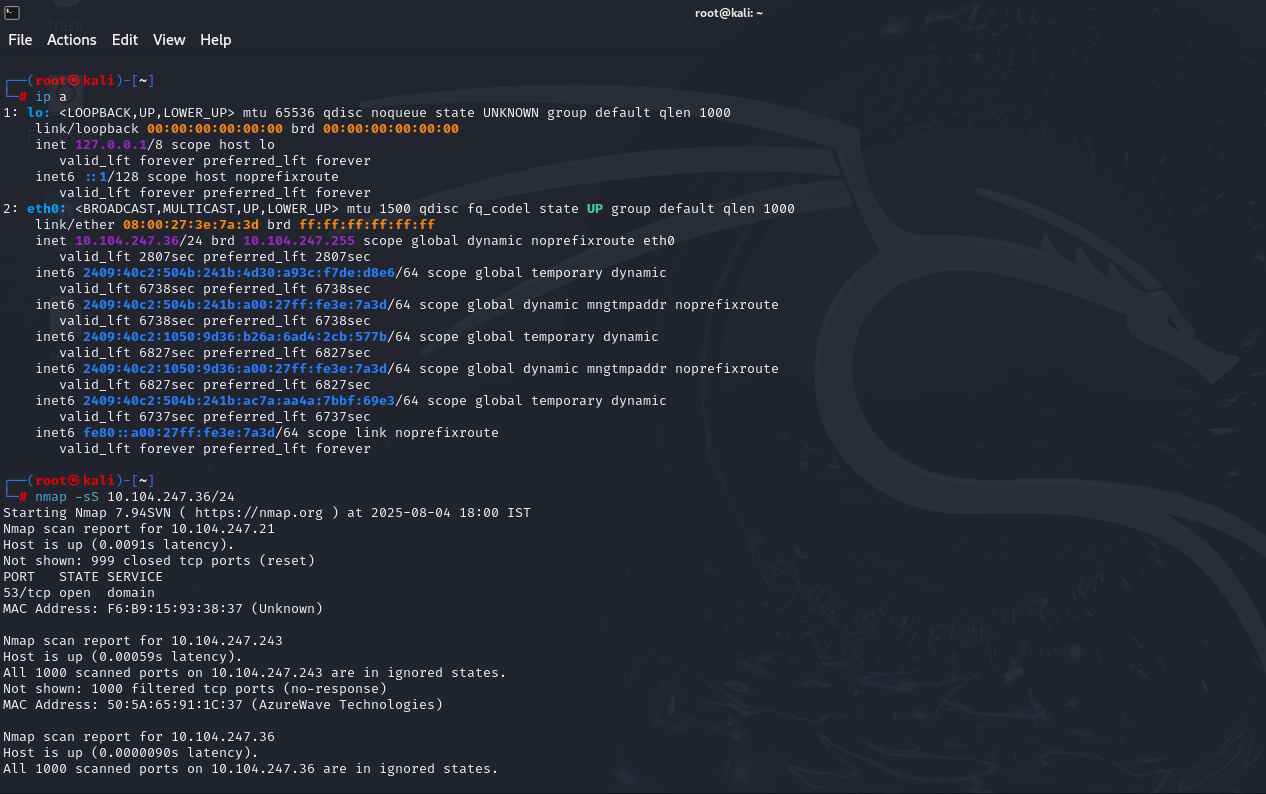 root@kali: ~
File Actions Edit View Help
┌──(root㉿kali)-[~]
└─# ip a
1: lo: <LOOPBACK,UP,LOWER_UP> mtu 65536 qdisc noqueue state UNKNOWN group default qlen 1000
    link/loopback 00:00:00:00:00:00 brd 00:00:00:00:00:00
    inet 127.0.0.1/8 scope host lo
       valid_lft forever preferred_lft forever
    inet6 ::1/128 scope host noprefixroute
       valid_lft forever preferred_lft forever
2: eth0: <BROADCAST,MULTICAST,UP,LOWER_UP> mtu 1500 qdisc fq_codel state UP group default qlen 1000
    link/ether 08:00:27:3e:7a:3d brd ff:ff:ff:ff:ff:ff
    inet 10.104.247.36/24 brd 10.104.247.255 scope global dynamic noprefixroute eth0
       valid_lft 2807sec preferred_lft 2807sec
    inet6 2409:40c2:504b:241b:4d30:a93c:f7de:d8e6/64 scope global temporary dynamic
       valid_lft 6738sec preferred_lft 6738sec
    inet6 2409:40c2:504b:241b:a00:27ff:fe3e:7a3d/64 scope global dynamic mngtmpaddr noprefixroute
       valid_lft 6738sec preferred_lft 6738sec
    inet6 2409:40c2:1050:9d36:b26a:6ad4:2cb:577b/64 scope global temporary dynamic
       valid_lft 6827sec preferred_lft 6827sec
    inet6 2409:40c2:1050:9d36:a00:27ff:fe3e:7a3d/64 scope global dynamic mngtmpaddr noprefixroute
       valid_lft 6827sec preferred_lft 6827sec
    inet6 2409:40c2:504b:241b:ac7a:aa4a:7bbf:69e3/64 scope global temporary dynamic
       valid_lft 6737sec preferred_lft 6737sec
    inet6 fe80::a00:27ff:fe3e:7a3d/64 scope link noprefixroute
       valid_lft forever preferred_lft forever
┌──(root㉿kali)-[~]
└─# nmap -sS 10.104.247.36/24
Starting Nmap 7.94SVN ( https://nmap.org ) at 2025-08-04 18:00 IST
Nmap scan report for 10.104.247.21
Host is up (0.0091s latency).
Not shown: 999 closed tcp ports (reset)
PORT   STATE SERVICE
53/tcp open  domain
MAC Address: F6:B9:15:93:38:37 (Unknown)
Nmap scan report for 10.104.247.243
Host is up (0.00059s latency).
All 1000 scanned ports on 10.104.247.243 are in ignored states.
Not shown: 1000 filtered tcp ports (no-response)
MAC Address: 50:5A:65:91:1C:37 (AzureWave Technologies)
Nmap scan report for 10.104.247.36
Host is up (0.0000090s latency).
All 1000 scanned ports on 10.104.247.36 are in ignored states.